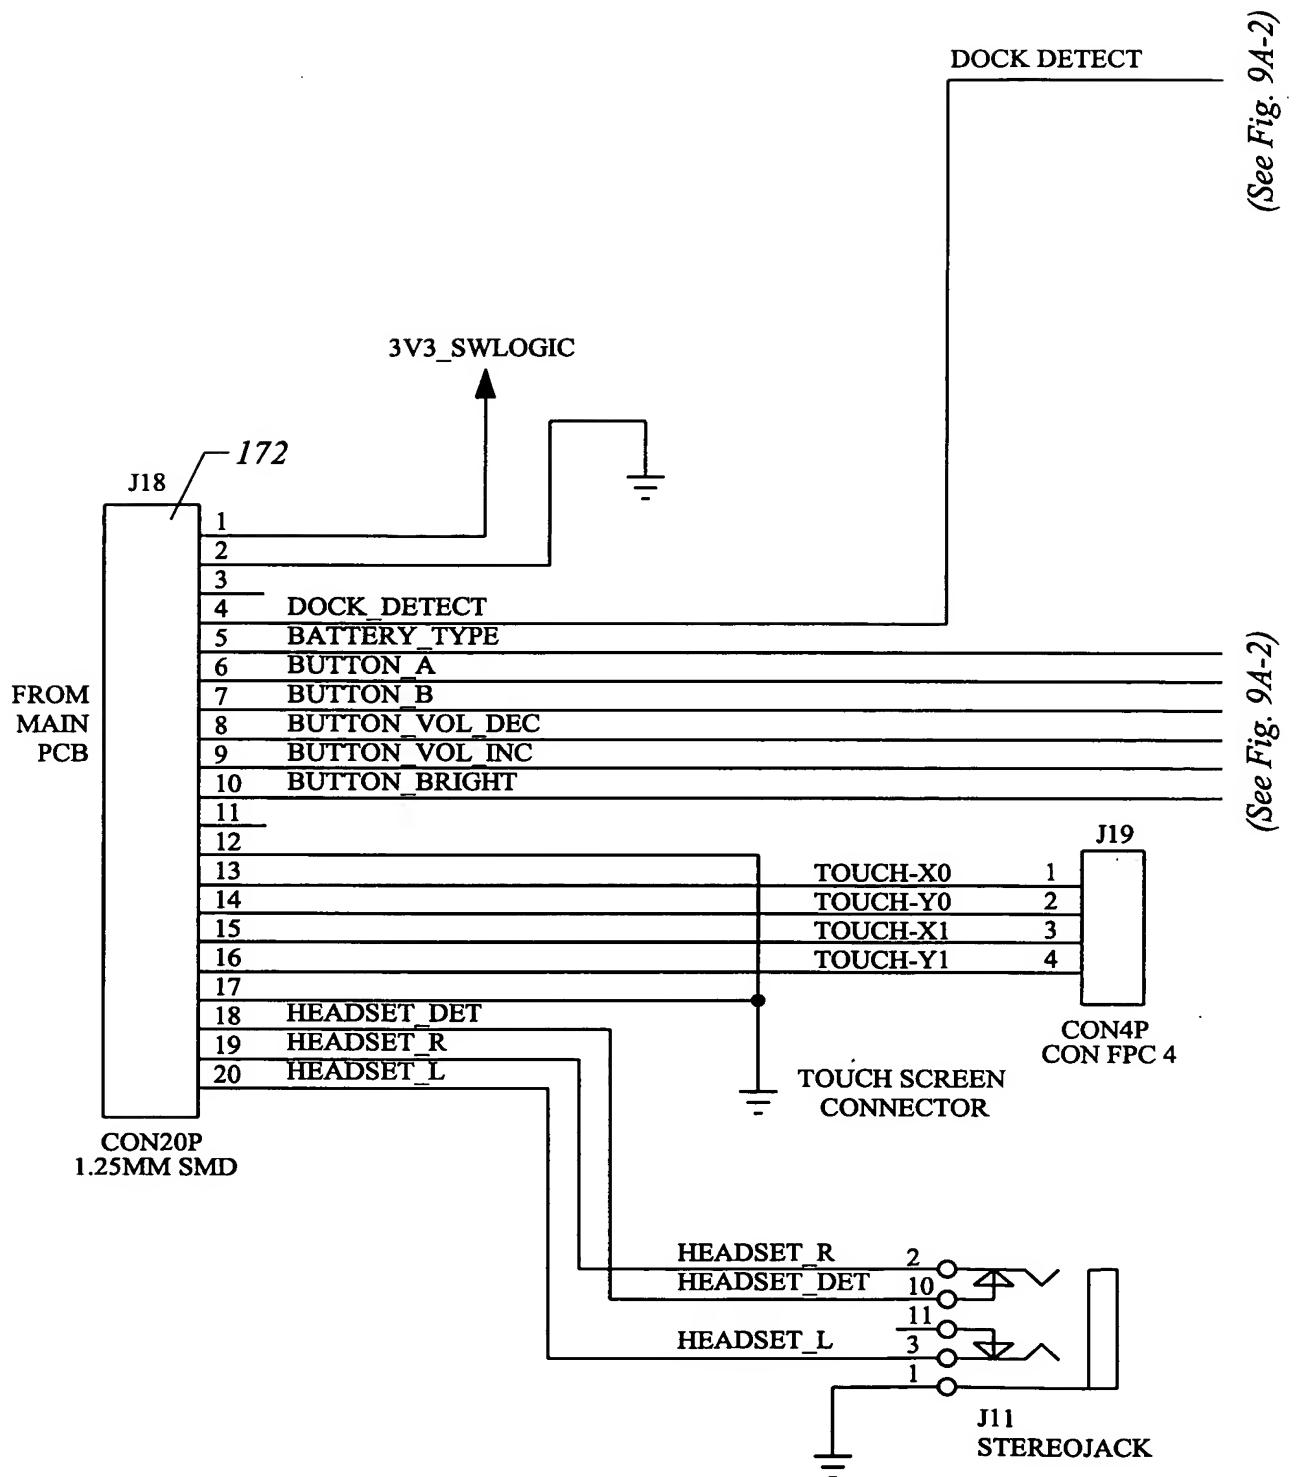 DOCK DETECT
(See Fig. 9A-2)
3V3_SWLOGIC
172
J18
1
2
3
4 DOCK_DETECT
5 BATTERY_TYPE
6 BUTTON_A
7 BUTTON_B
8 BUTTON_VOL_DEC
9 BUTTON_VOL_INC
10 BUTTON_BRIGHT
11
12
13
14
15
16
17
18 HEADSET_DET
19 HEADSET_R
20 HEADSET_L
FROM
MAIN
PCB
(See Fig. 9A-2)
CON20P
1.25MM SMD
J19
TOUCH-X0 1
TOUCH-Y0 2
TOUCH-X1 3
TOUCH-Y1 4
CON4P
CON FPC 4
TOUCH SCREEN
CONNECTOR
HEADSET_R 2
HEADSET_DET 10
11
HEADSET_L 3
1
J11
STEREOJACK